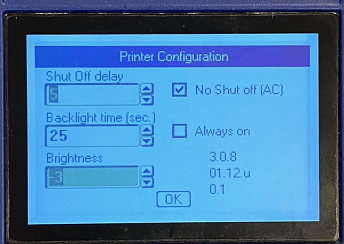 Printer Configuration
Shut Off delay
5
No Shut off (AC)
Backlight time (sec.)
25
Always on
Brightness
-3
3.0.8
01.12.u
0.1
OK